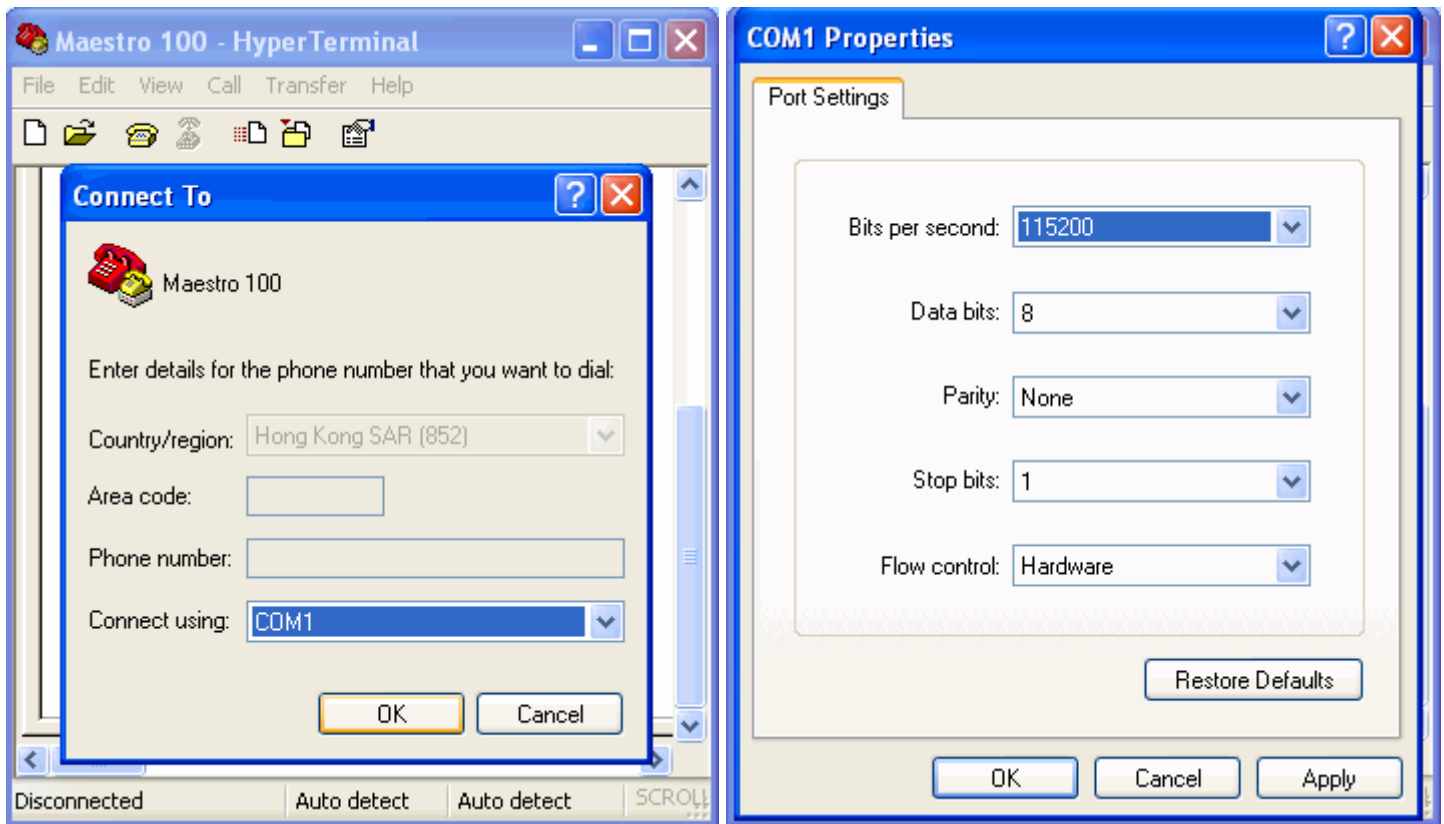 Maestro 100 - HyperTerminal
File Edit View Call Transfer Help
Connect To
Maestro 100
Enter details for the phone number that you want to dial:
Country/region: Hong Kong SAR (852)
Area code:
Phone number:
Connect using: COM1
OK Cancel
Disconnected Auto detect Auto detect SCROLL
COM1 Properties
Port Settings
Bits per second: 115200
Data bits: 8
Parity: None
Stop bits: 1
Flow control: Hardware
Restore Defaults
OK Cancel Apply